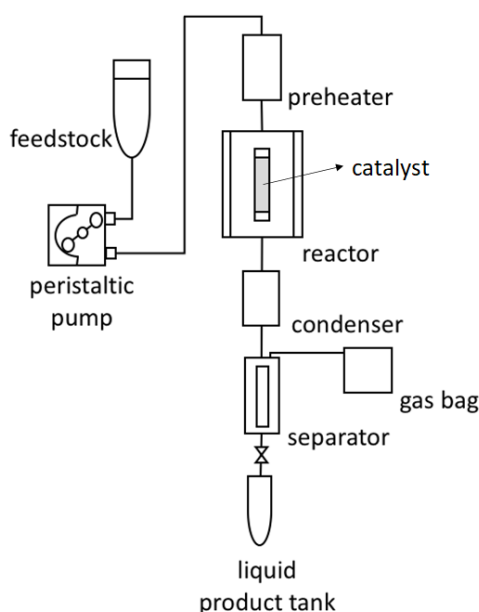 preheater
feedstock
catalyst
reactor
peristaltic
pump
condenser
gas bag
separator
liquid
product tank